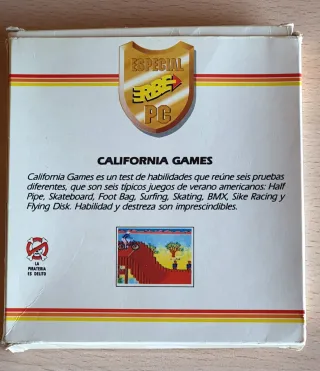 ESPECIAL
ERBE
PC
CALIFORNIA GAMES
California Games es un test de habilidades que reúne seis pruebas
diferentes, que son seis típicos juegos de verano americanos: Half
Pipe, Skateboard, Foot Bag, Surfing, Skating, BMX, Sike Racing y
Flying Disk. Habilidad y destreza son imprescindibles.
LA
PIRATERIA
ES DELITO